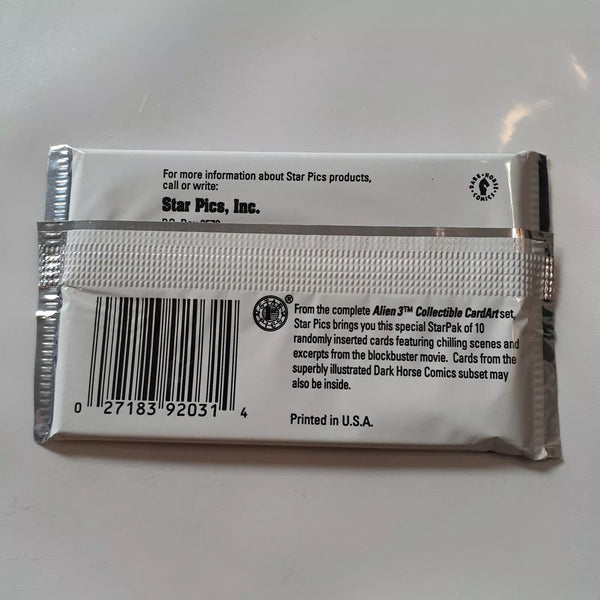 For more information about Star Pics products,
call or write:
Star Pics, Inc.
DARK HORSE
COMICS
From the complete Alien 3™ Collectible CardArt set,
Star Pics brings you this special StarPak of 10
randomly inserted cards featuring chilling scenes and
excerpts from the blockbuster movie. Cards from the
superbly illustrated Dark Horse Comics subset may
also be inside.
Printed in U.S.A.
®
0 27183 92031 4